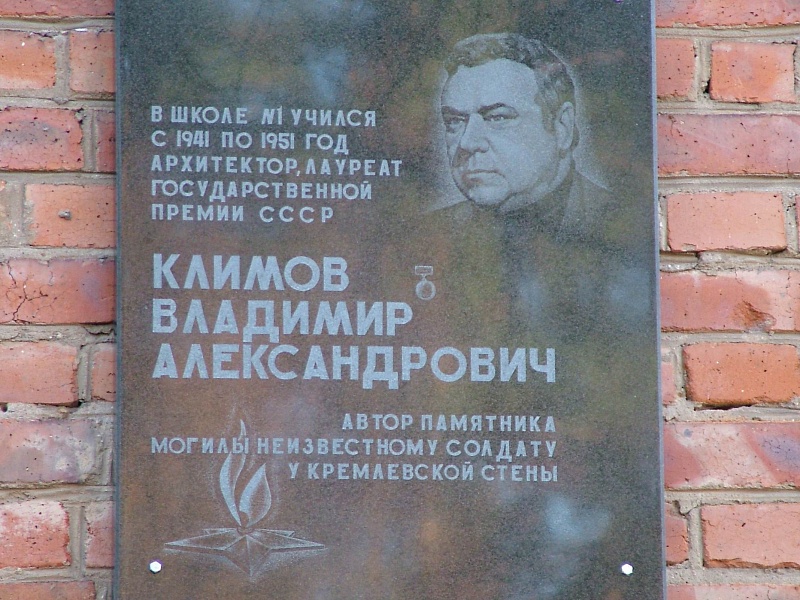 В ШКОЛЕ №1 УЧИЛСЯ
С 1941 ПО 1951 ГОД
АРХИТЕКТОР, ЛАУРЕАТ
ГОСУДАРСТВЕННОЙ
ПРЕМИИ СССР
КЛИМОВ
ВЛАДИМИР
АЛЕКСАНДРОВИЧ
АВТОР ПАМЯТНИКА
МОГИЛЫ НЕИЗВЕСТНОМУ СОЛДАТУ
У КРЕМЛЕВСКОЙ СТЕНЫ